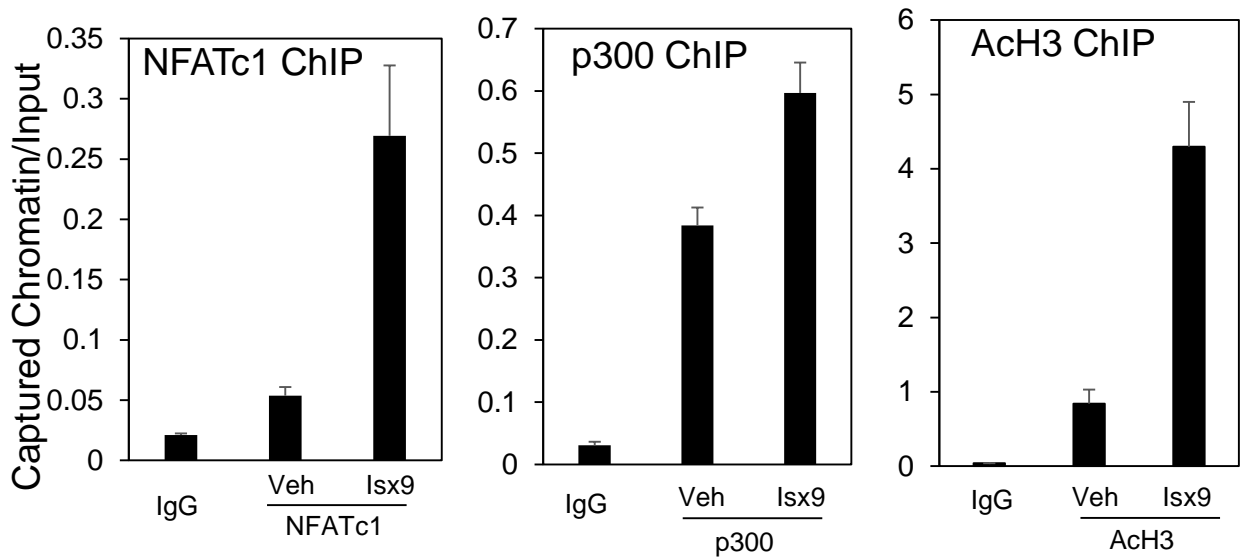 Captured Chromatin/Input
NFATc1 ChIP
0.35
0.3
0.25
0.2
0.15
0.1
0.05
0
IgG
Veh
Isx9
NFATc1
p300 ChIP
0.7
0.6
0.5
0.4
0.3
0.2
0.1
0
IgG
Veh
Isx9
p300
AcH3 ChIP
6
5
4
3
2
1
0
IgG
Veh
Isx9
AcH3